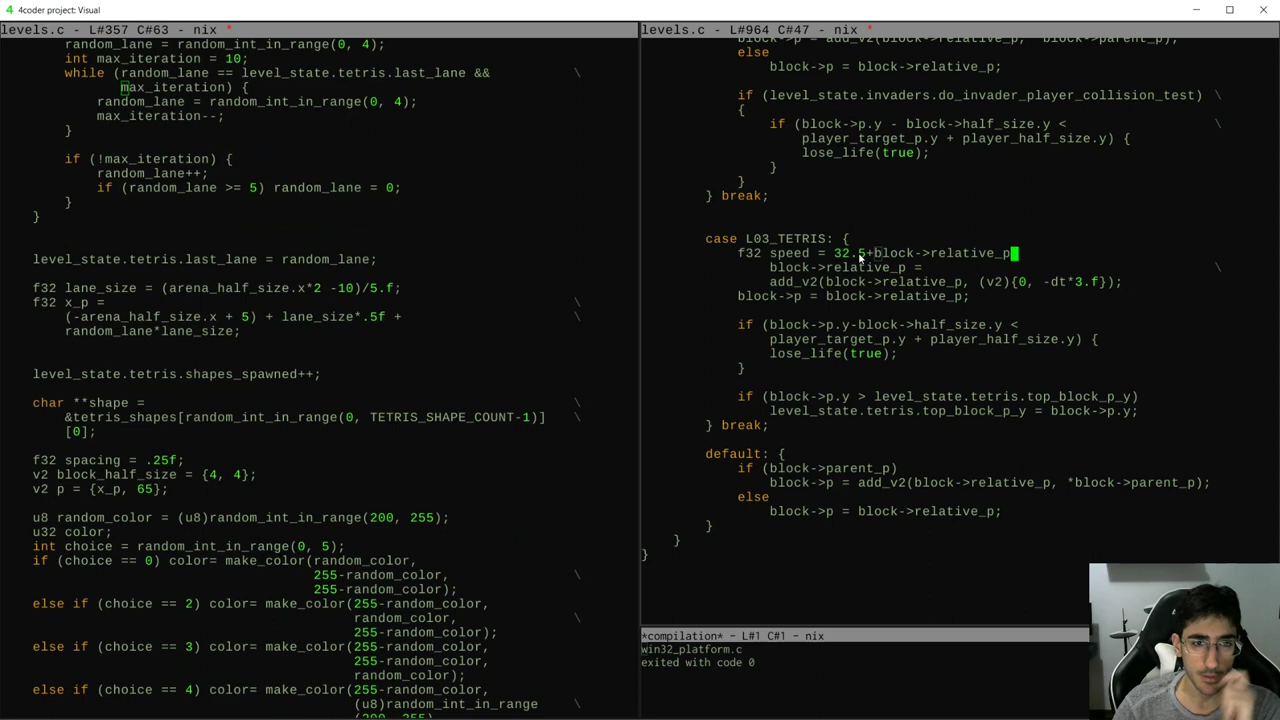 4coder project: Visual
levels.c - L#357 C#63 - nix *
random_lane = random_int_in_range(0, 4);
int max_iteration = 10;
while (random_lane == level_state.tetris.last_lane && \
max_iteration) {
random_lane = random_int_in_range(0, 4);
max_iteration--;
}
if (!max_iteration) {
random_lane++;
if (random_lane >= 5) random_lane = 0;
}
}
level_state.tetris.last_lane = random_lane;
f32 lane_size = (arena_half_size.x*2 -10)/5.f;
f32 x_p = \
(-arena_half_size.x + 5) + lane_size*.5f + \
random_lane*lane_size;
level_state.tetris.shapes_spawned++;
char **shape =
&tetris_shapes[random_int_in_range(0, TETRIS_SHAPE_COUNT-1)] \
[0];
f32 spacing = .25f;
v2 block_half_size = {4, 4};
v2 p = {x_p, 65};
u8 random_color = (u8)random_int_in_range(200, 255);
u32 color;
int choice = random_int_in_range(0, 5);
if (choice == 0) color= make_color(random_color,
255-random_color, \
255-random_color);
else if (choice == 2) color= make_color(255-random_color,
random_color, \
255-random_color);
else if (choice == 3) color= make_color(255-random_color,
255-random_color, \
random_color);
else if (choice == 4) color= make_color(255-random_color,
(u8)random_int_in_range \
levels.c - L#964 C#47 - nix *
block->p = add_v2(block->relative_p, *block->parent_p);
else
block->p = block->relative_p;
if (level_state.invaders.do_invader_player_collision_test) \
{
if (block->p.y - block->half_size.y < \
player_target_p.y + player_half_size.y) {
lose_life(true);
}
}
} break;
case L03_TETRIS: {
f32 speed = 32.5+block->relative_p
block->relative_p = \
add_v2(block->relative_p, (v2){0, -dt*3.f});
block->p = block->relative_p;
if (block->p.y-block->half_size.y <
player_target_p.y + player_half_size.y) {
lose_life(true);
}
if (block->p.y > level_state.tetris.top_block_p_y)
level_state.tetris.top_block_p_y = block->p.y;
} break;
default: {
if (block->parent_p)
block->p = add_v2(block->relative_p, *block->parent_p);
else
block->p = block->relative_p;
}
}
}
*compilation* - L#1 C#1 - nix
win32_platform.c
exited with code 0